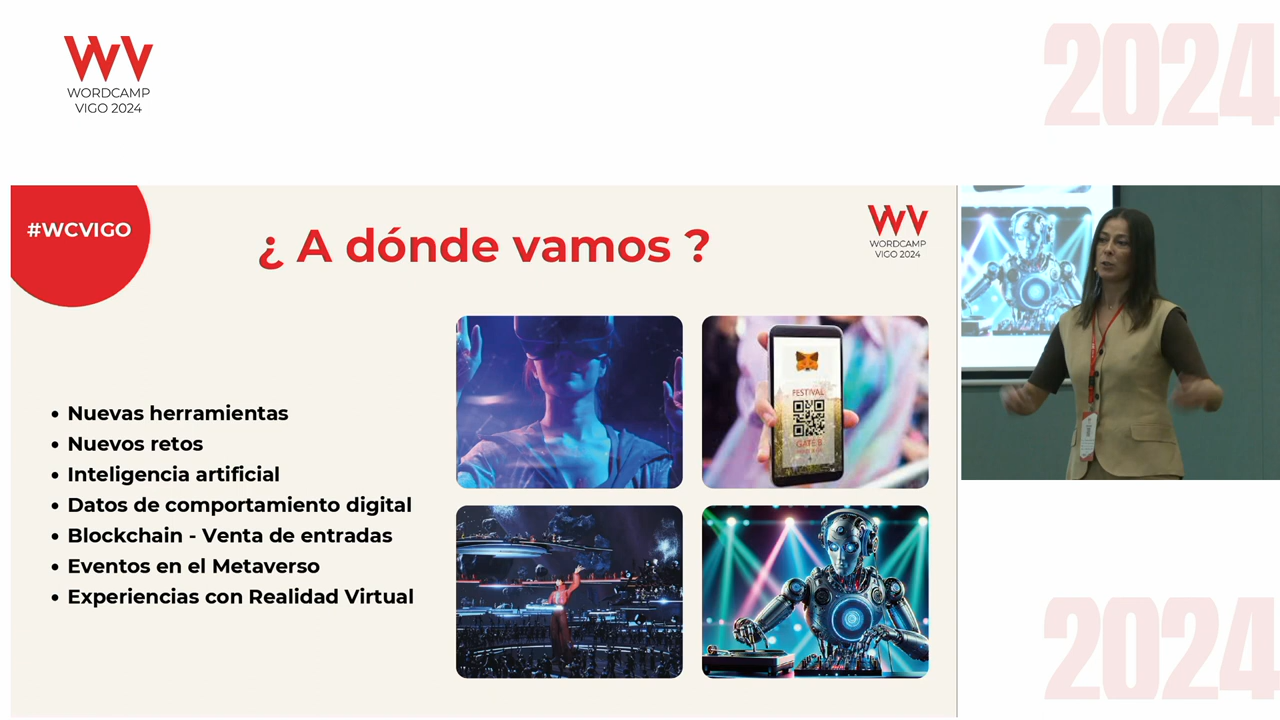 WORDCAMP
VIGO 2024
2024
#WCVIGO
¿ A dónde vamos ?
WORDCAMP
VIGO 2024
• Nuevas herramientas
• Nuevos retos
• Inteligencia artificial
• Datos de comportamiento digital
• Blockchain - Venta de entradas
• Eventos en el Metaverso
• Experiencias con Realidad Virtual
FESTIVAL
GATE B
2024